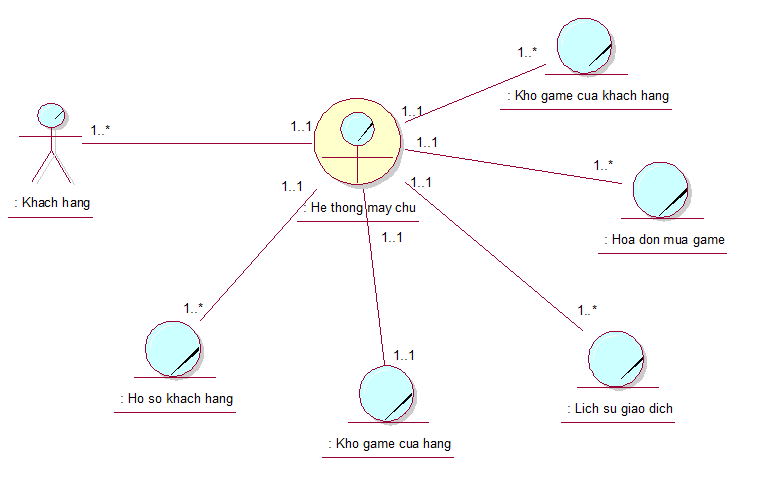 1..*
: Kho game cua khach hang
1..*
1..1
1..1
1..1
1..*
: Khach hang
1..1
1..1
: He thong may chu
1..1
: Hoa don mua game
1..*
1..*
1..1
: Ho so khach hang
: Lich su giao dich
: Kho game cua hang